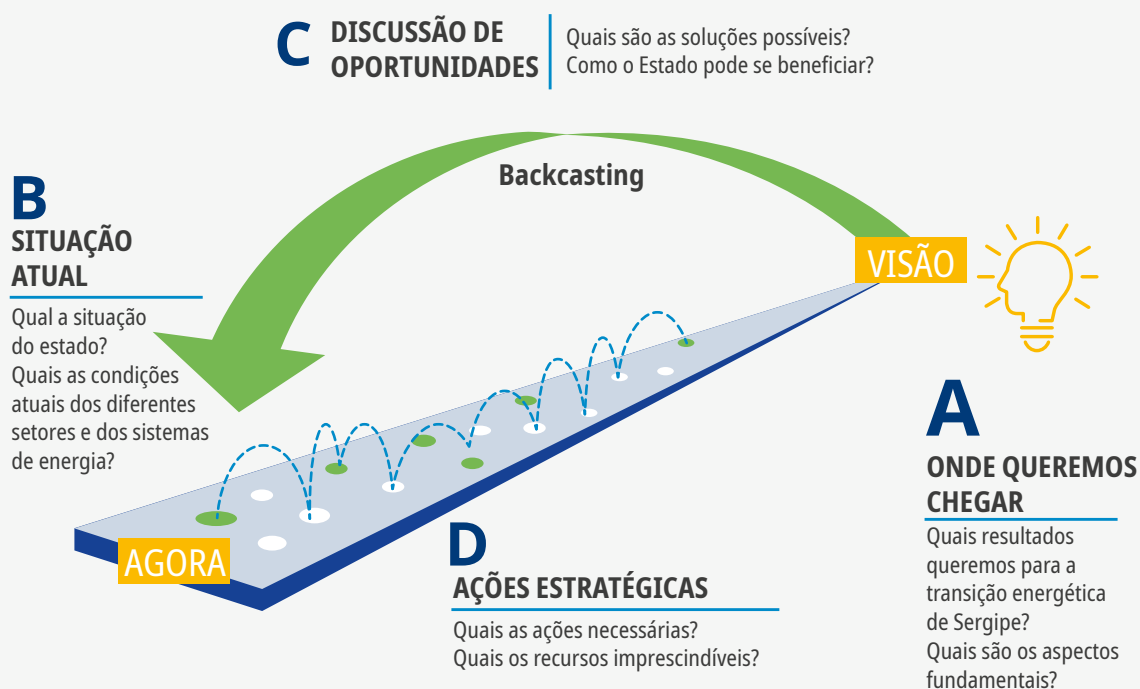 C
DISCUSSÃO DE
OPORTUNIDADES
Quais são as soluções possíveis?
Como o Estado pode se beneficiar?
Backcasting
B
SITUAÇÃO
ATUAL
Qual a situação
do estado?
Quais as condições
atuais dos diferentes
setores e dos sistemas
de energia?
VISÃO
A
ONDE QUEREMOS
CHEGAR
Quais resultados
queremos para a
transição energética
de Sergipe?
Quais são os aspectos
fundamentais?
AGORA
D
AÇÕES ESTRATÉGICAS
Quais as ações necessárias?
Quais os recursos imprescindíveis?